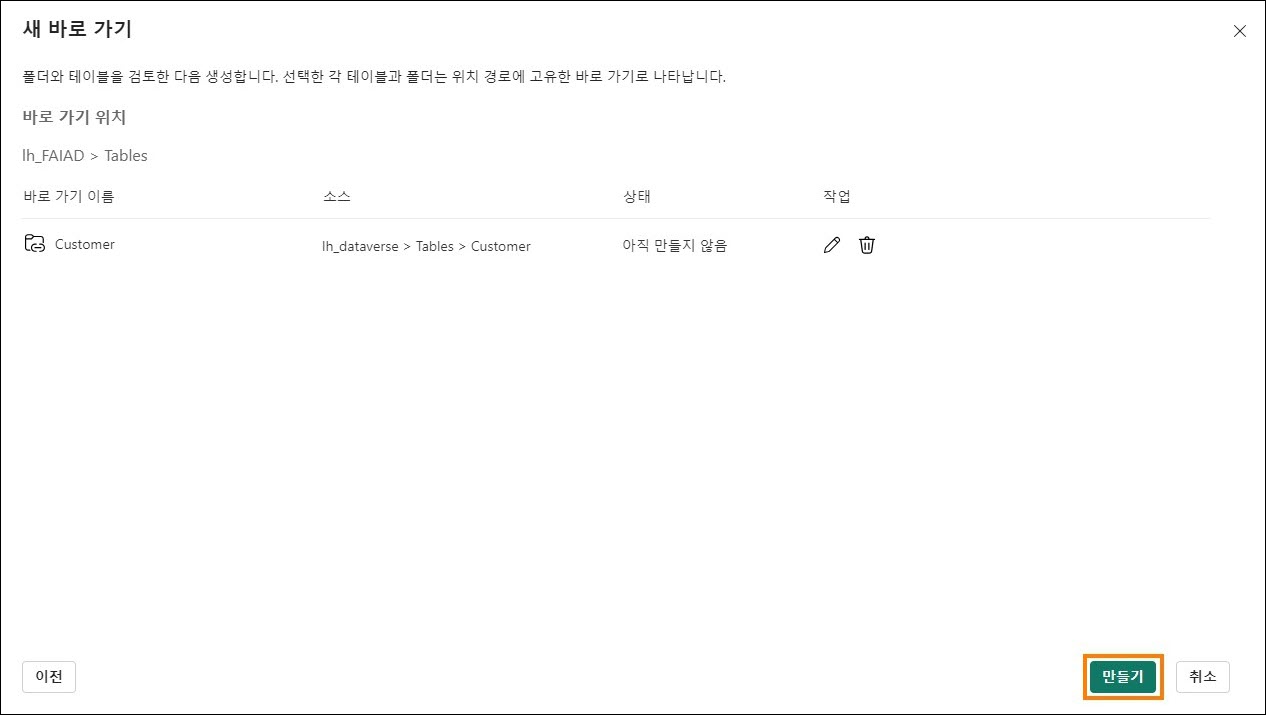 새 바로 가기
폴더와 테이블을 검토한 다음 생성합니다. 선택한 각 테이블과 폴더는 위치 경로에 고유한 바로 가기로 나타납니다.
바로 가기 위치
lh_FAIAD > Tables
바로 가기 이름 소스 상태 작업
Customer lh_dataverse > Tables > Customer 아직 만들지 않음
이전 만들기 취소